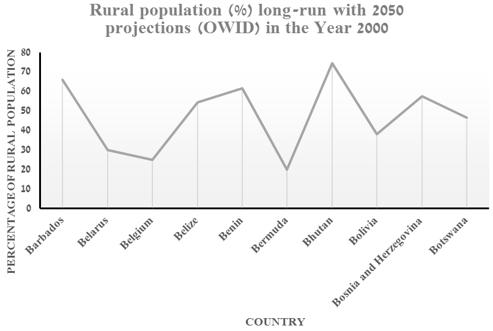 Rural population (%) long-run with 2050
projections (OWID) in the Year 2000
PERCENTAGE OF RURAL POPULATION
80
70
60
50
40
30
20
10
0
Barbados
Belarus
Belgium
Belize
Benin
Bermuda
Bhutan
Bolivia
Bosnia and Herzegovina
Botswana
COUNTRY